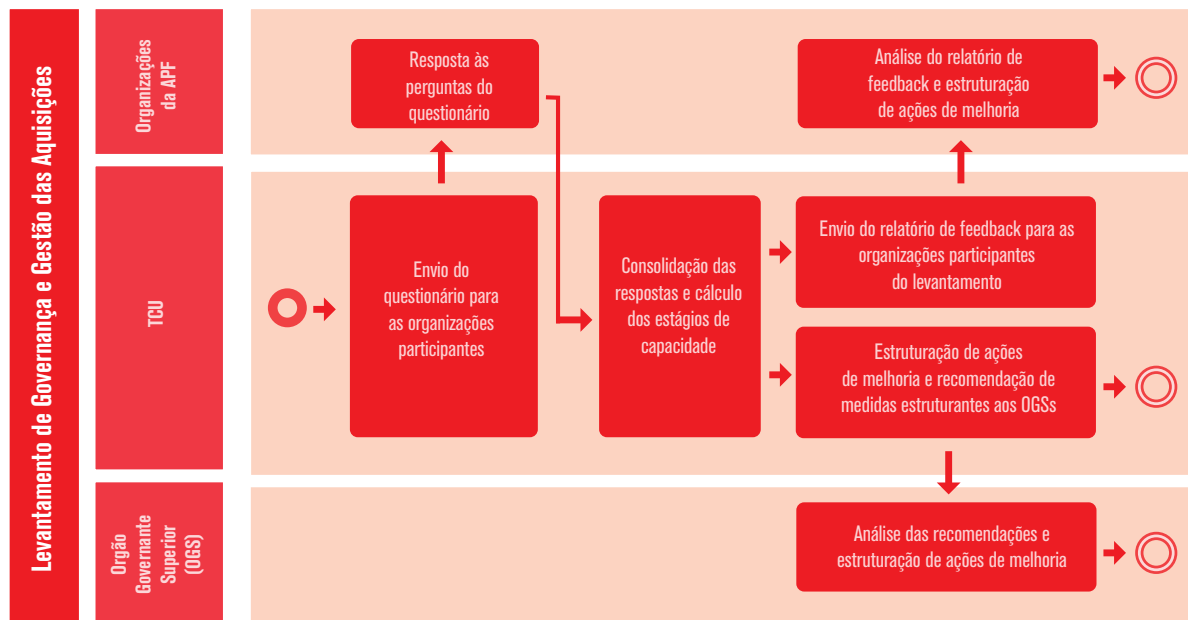 Levantamento de Governança e Gestão das Aquisições
Organizações
da APF
Resposta às
perguntas do
questionário
Análise do relatório de
feedback e estruturação
de ações de melhoria
TCU
Envio do
questionário para
as organizações
participantes
Consolidação das
respostas e cálculo
dos estágios de
capacidade
Envio do relatório de feedback para as
organizações participantes
do levantamento
Estruturação de ações
de melhoria e recomendação de
medidas estruturantes aos OGSs
Orgão
Governante
Superior
(OGS)
Análise das recomendações e
estruturação de ações de melhoria